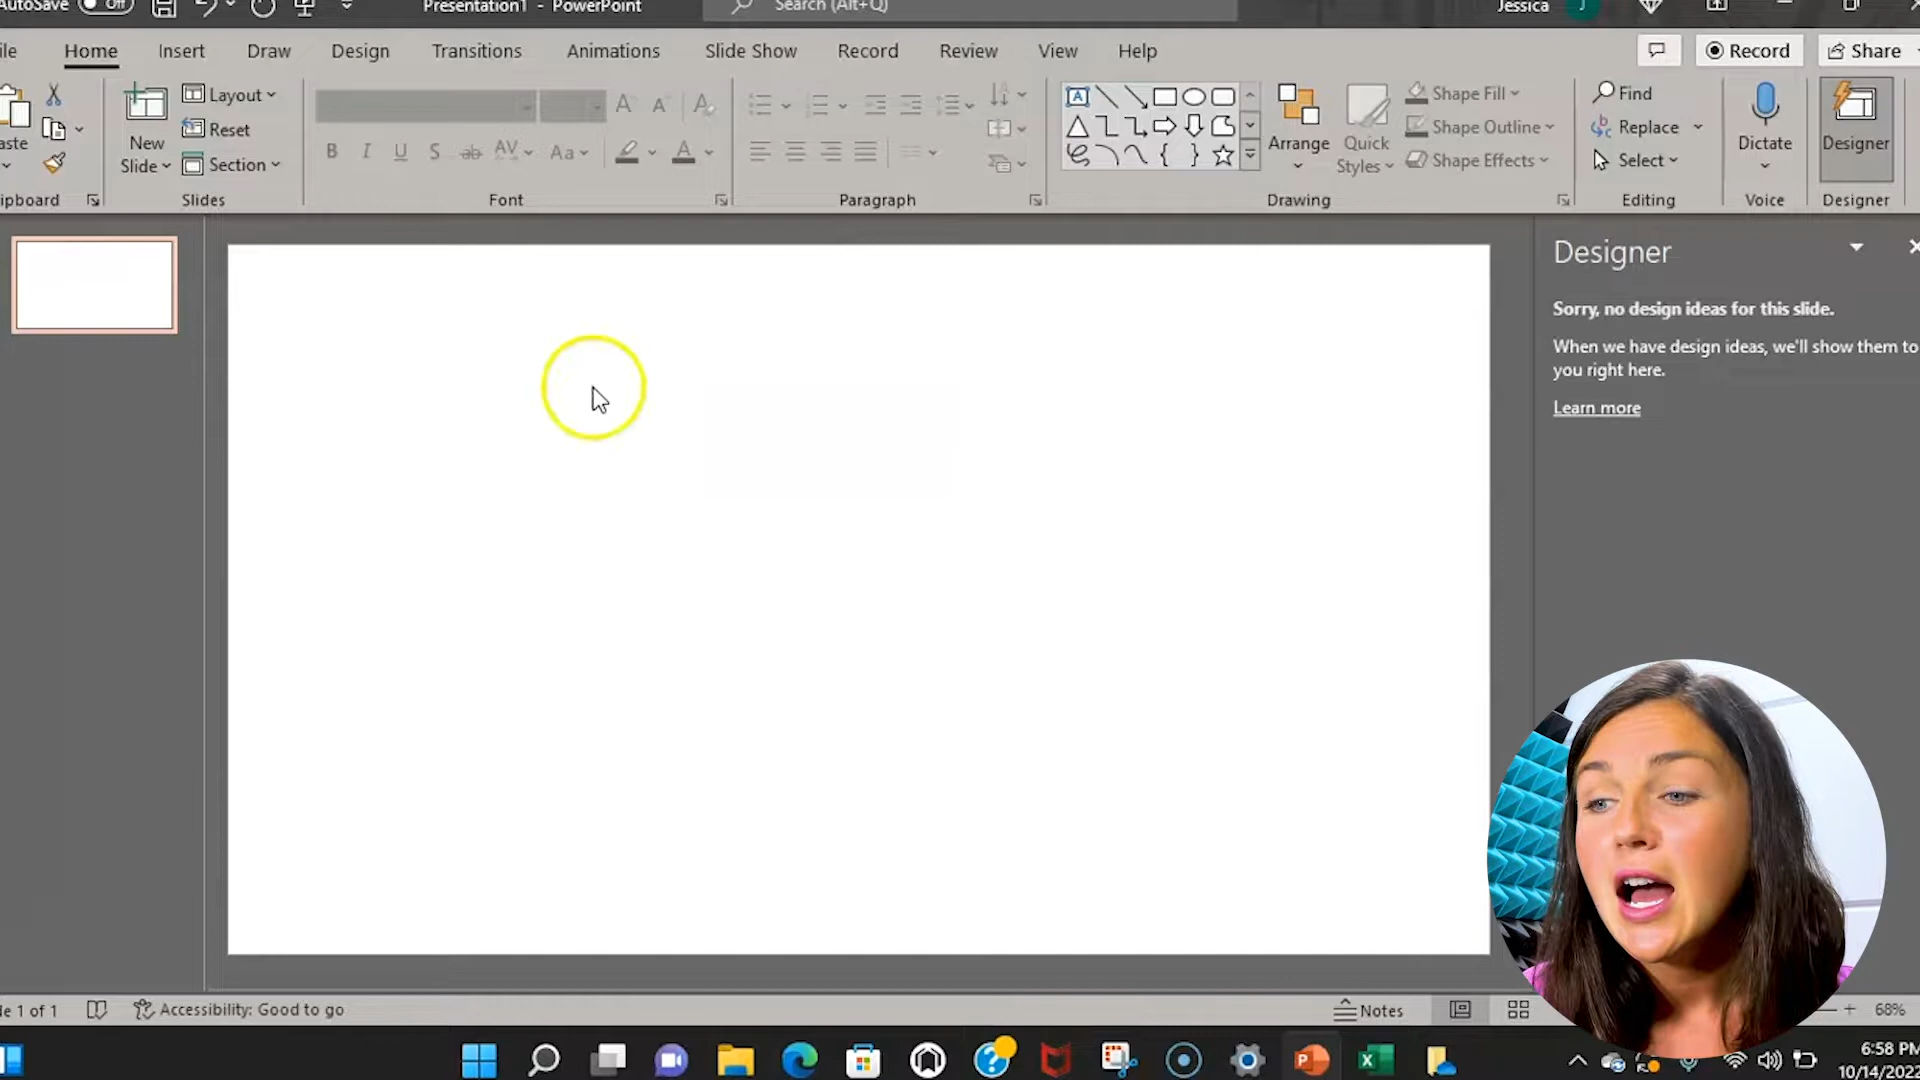 AutoSave Off Presentation1 - PowerPoint Search (Alt+Q) Jessica J
ile Home Insert Draw Design Transitions Animations Slide Show Record Review View Help Record Share
aste
New
Slide
Layout
Reset
Section
B I U S ab AV Aa A A A A
A
Arrange
Quick
Styles
Shape Fill
Shape Outline
Shape Effects
Find
Replace
Select
Dictate
Designer
ipboard Slides Font Paragraph Drawing Editing Voice Designer
Designer
Sorry, no design ideas for this slide.
When we have design ideas, we'll show them to
you right here.
Learn more
de 1 of 1 Accessibility: Good to go Notes 68%
6:58 PM
10/14/2022